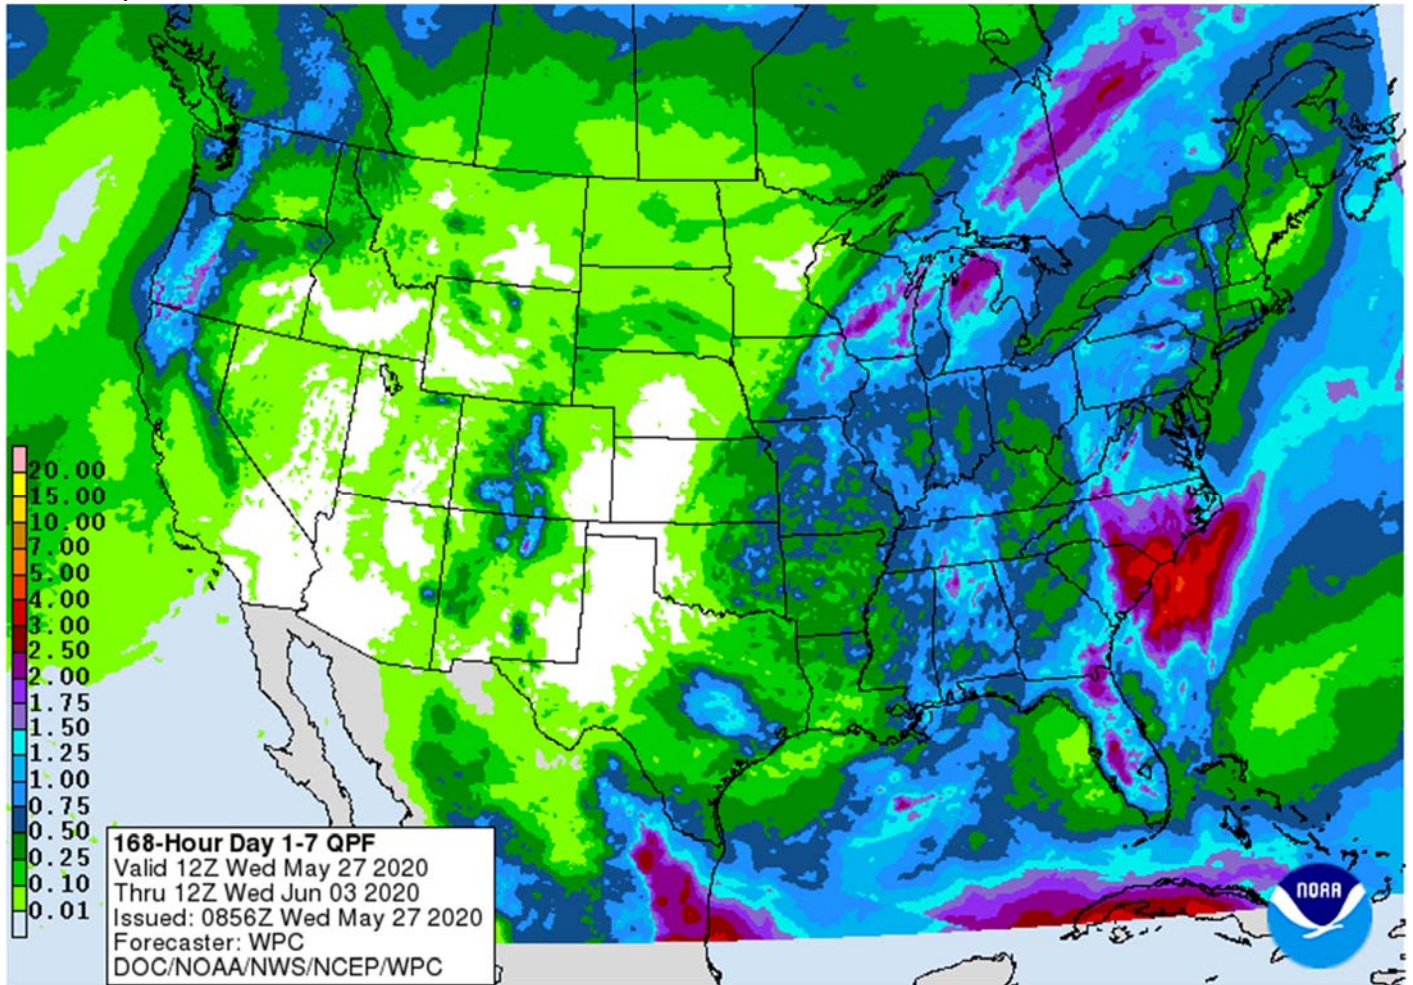 20.00
15.00
10.00
7.00
5.00
4.00
3.00
2.50
2.00
1.75
1.50
1.25
1.00
0.75
0.50
0.25
0.10
0.01
168-Hour Day 1-7 QPF
Valid 12Z Wed May 27 2020
Thru 12Z Wed Jun 03 2020
Issued: 0856Z Wed May 27 2020
Forecaster: WPC
DOC/NOAA/NWS/NCEP/WPC
NOAA